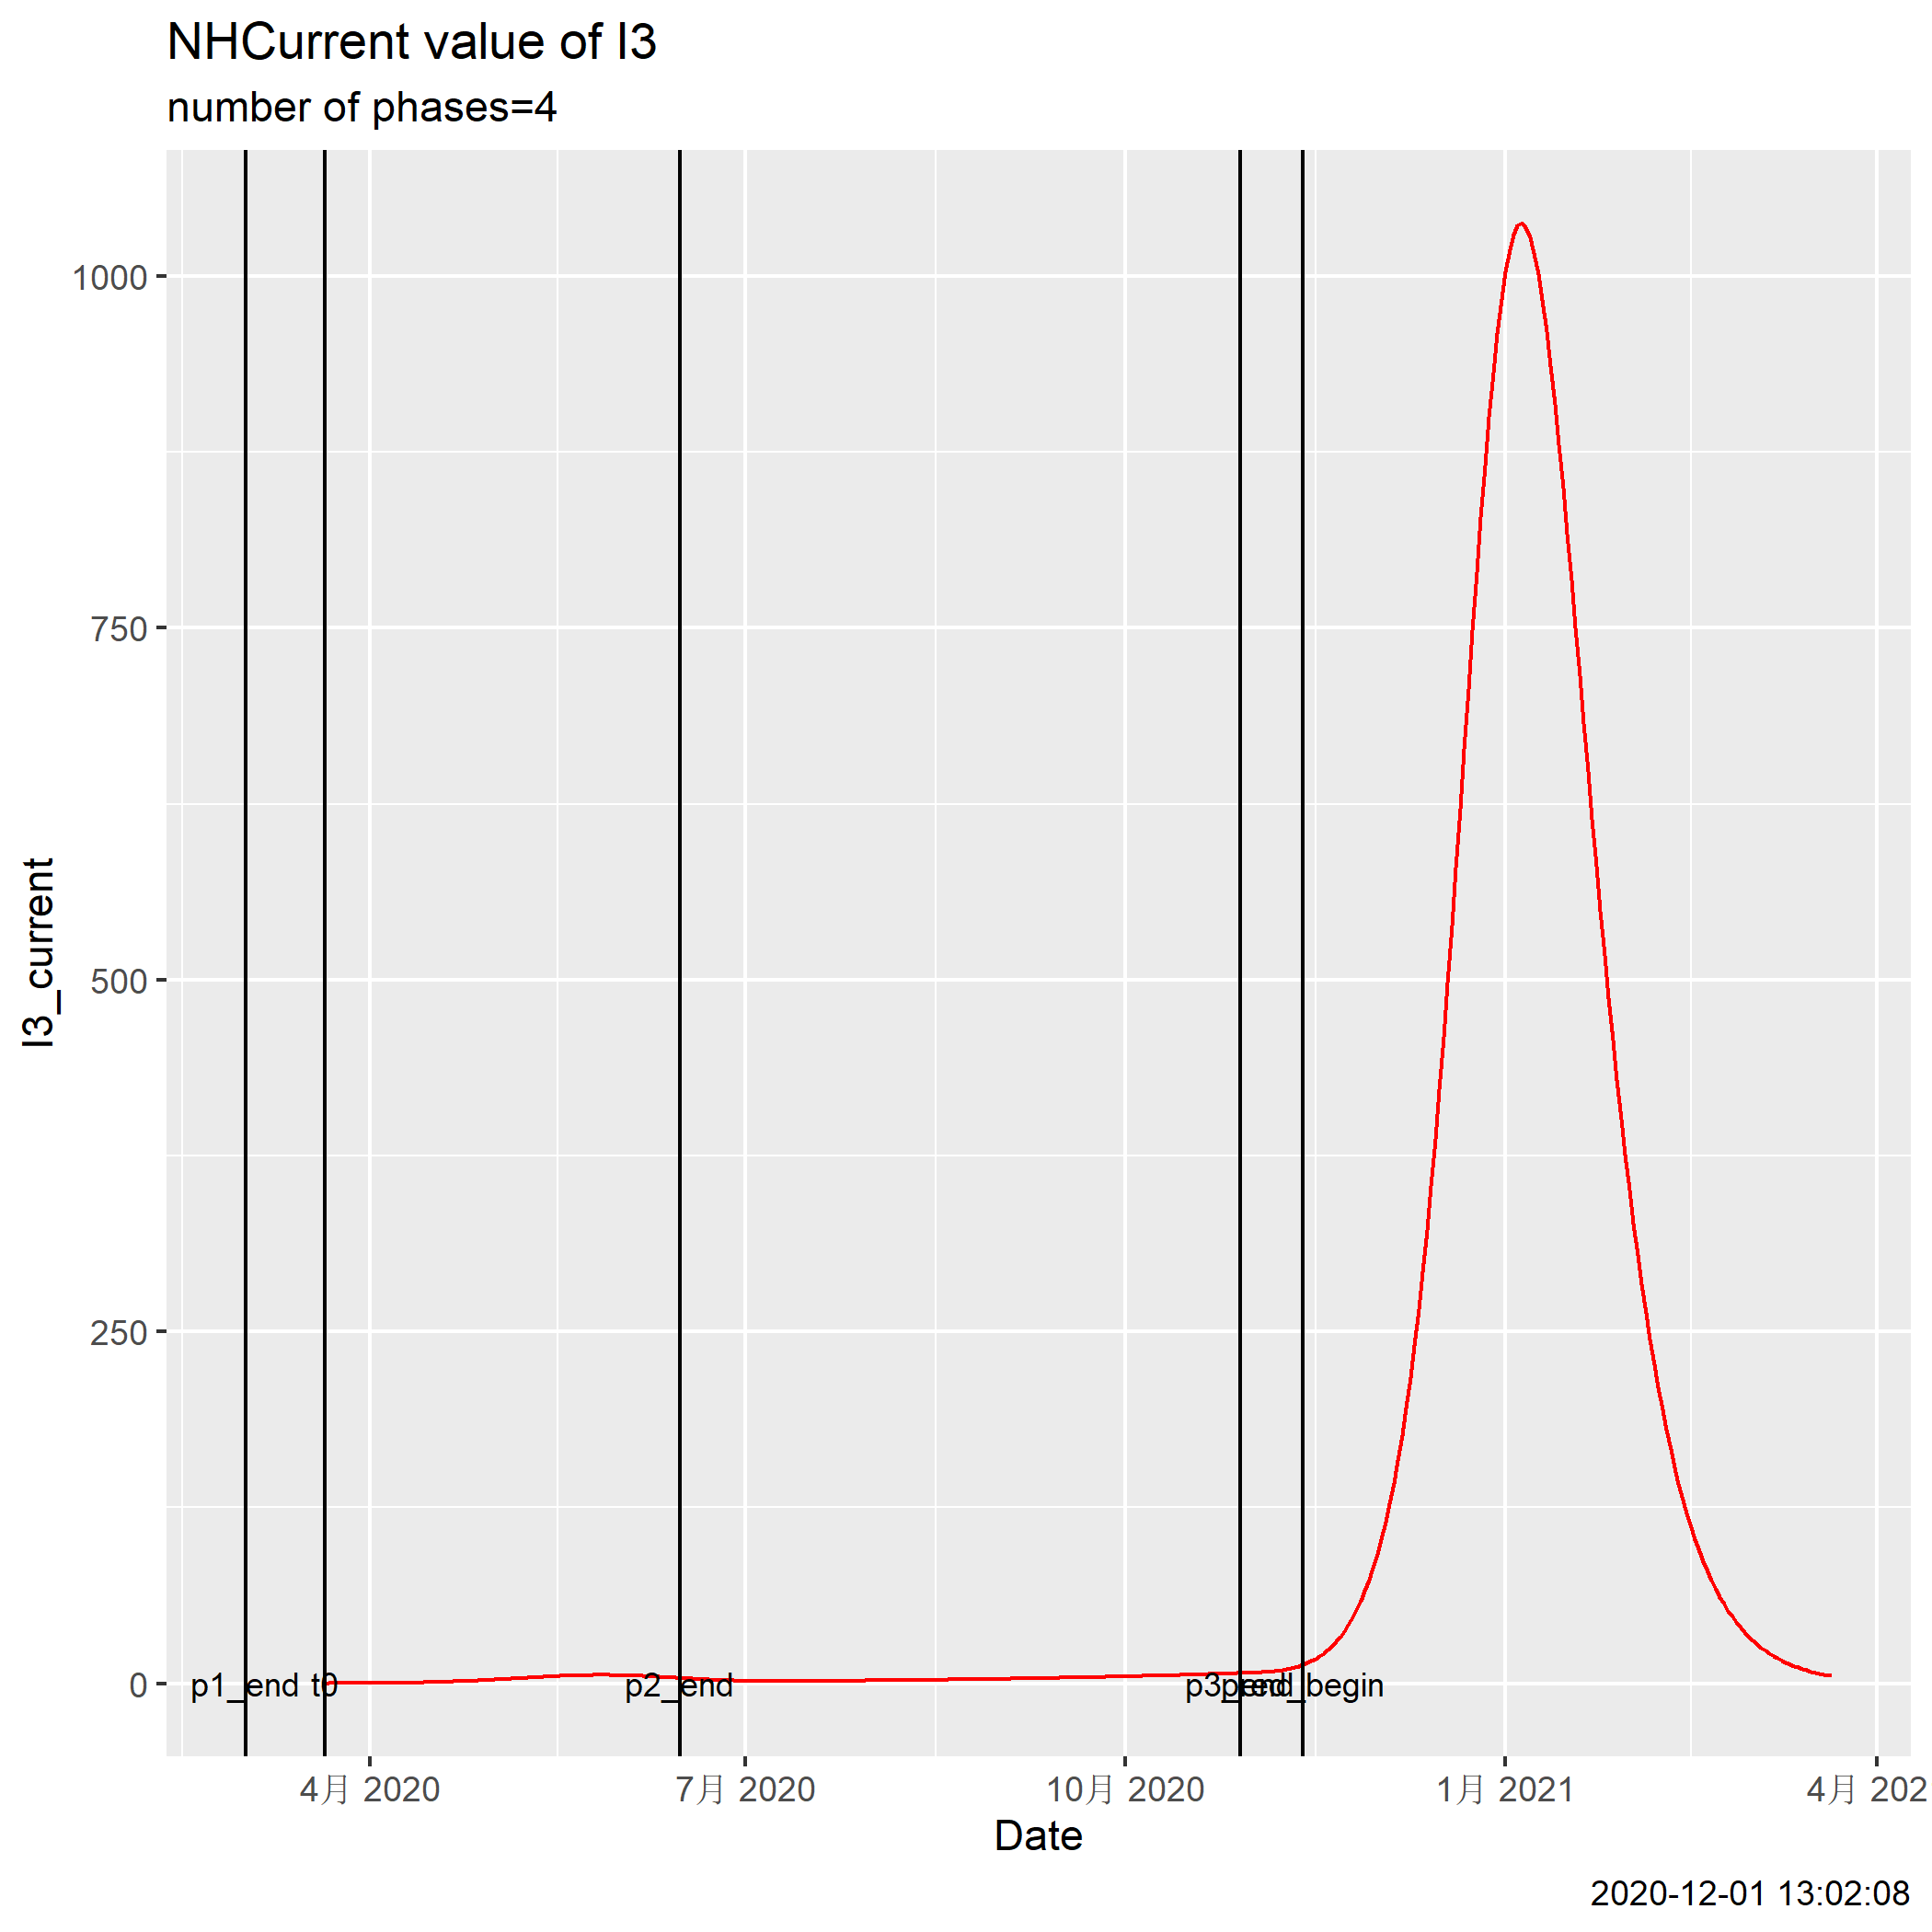 NHCurrent value of I3
number of phases=4
I3_current
1000
750
500
250
0
p1_end t0
p2_end
p3_end
pred_begin
4月 2020
7月 2020
10月 2020
1月 2021
4月 202
Date
2020-12-01 13:02:08